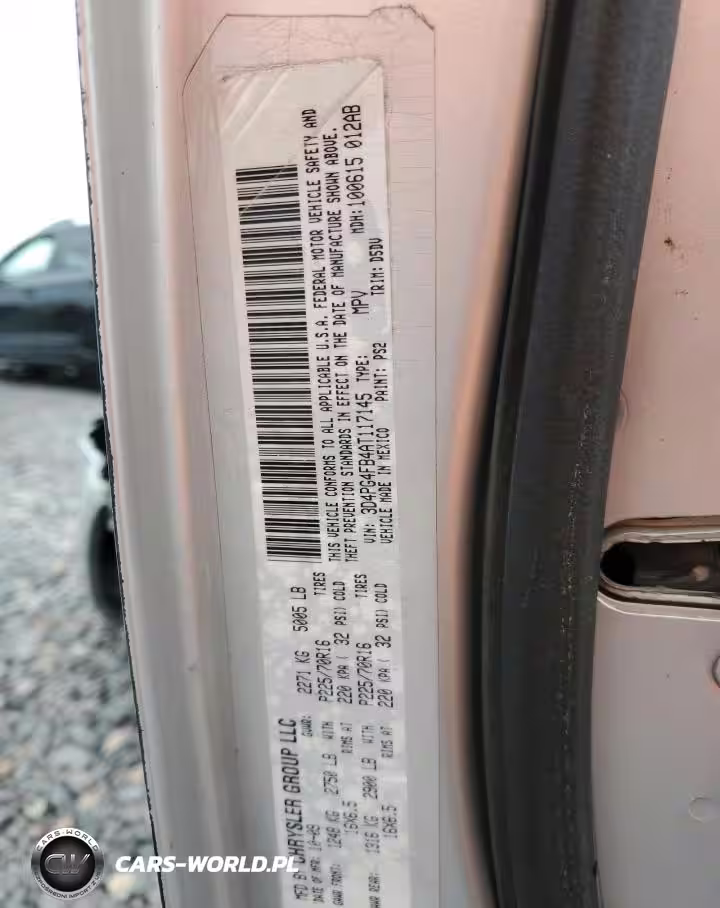 MFD BY CHRYSLER GROUP LLC
DATE OF MFR: 10-09 GVWR: 2271 KG 5005 LB
GAWR FRONT: 1248 KG 2750 LB WITH P225/70R16 TIRES
16X6.5 RIMS AT 220 KPA ( 32 PSI) COLD
GAWR REAR: 1316 KG 2900 LB WITH P225/70R16 TIRES
16X6.5 RIMS AT 220 KPA ( 32 PSI) COLD
THIS VEHICLE CONFORMS TO ALL APPLICABLE U.S.A. FEDERAL MOTOR VEHICLE SAFETY AND
THEFT PREVENTION STANDARDS IN EFFECT ON THE DATE OF MANUFACTURE SHOWN ABOVE.
VIN: 3D4PG4FB4AT117145 TYPE: MPV MDH:100615 012AB
VEHICLE MADE IN MEXICO PAINT: PS2 TRIM: D5DV
CARS-WORLD
CW
CARS-WORLD.PL